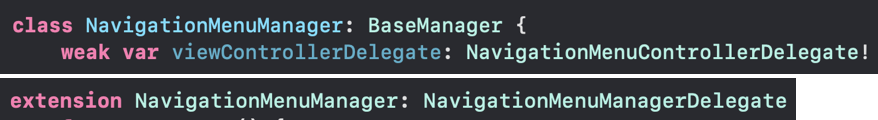 class NavigationMenuManager: BaseManager {
weak var viewControllerDelegate: NavigationMenuControllerDelegate!
extension NavigationMenuManager: NavigationMenuManagerDelegate